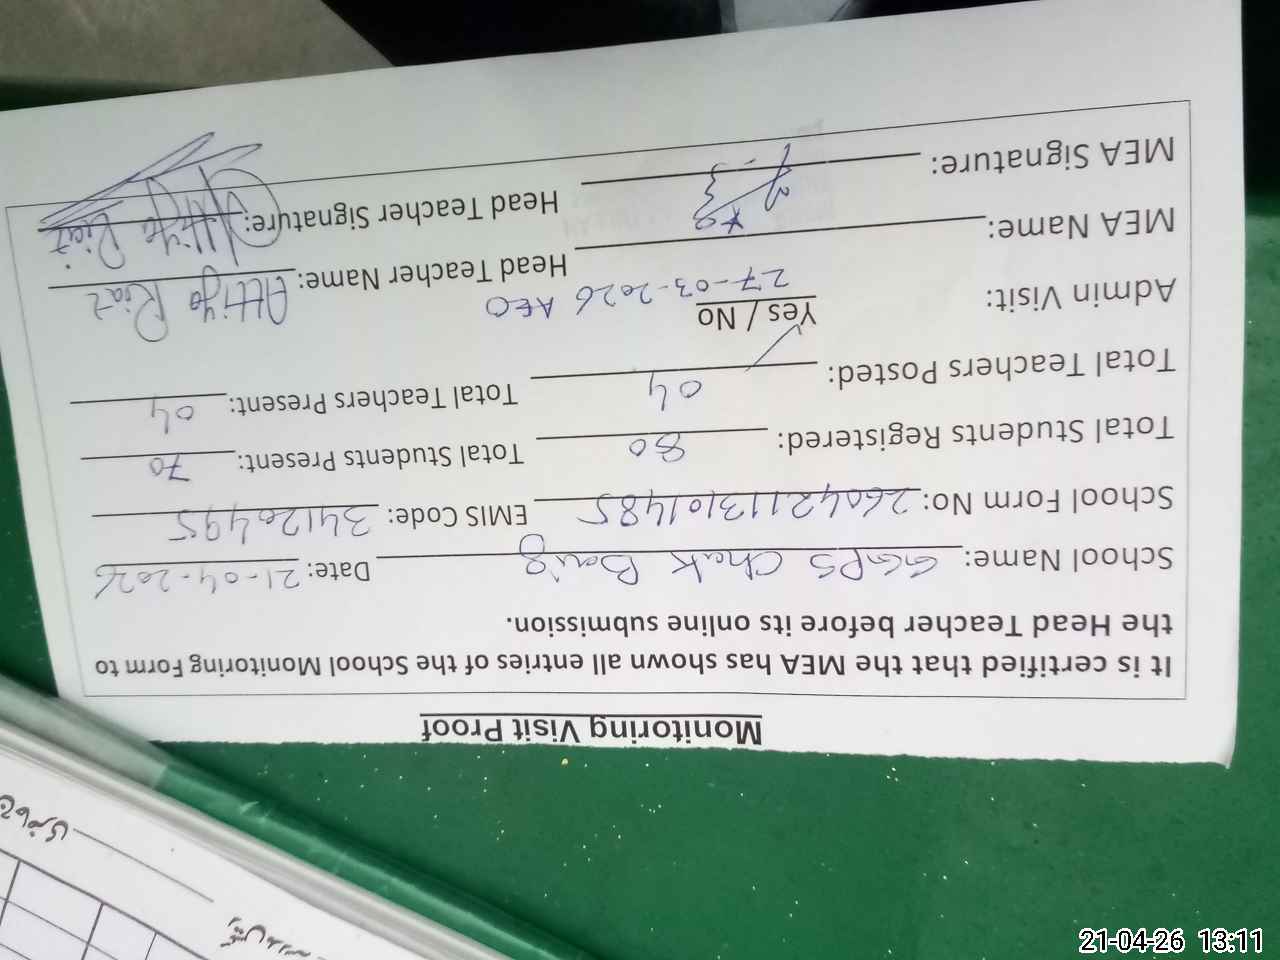 Monitoring Visit Proof
It is certified that the MEA has shown all entries of the School Monitoring Form to
the Head Teacher before its online submission.
School Name: GGPS Chak Baig Date: 21-04-2026
School Form No: 26042113101485 EMIS Code: 34120495
Total Students Registered: 80 Total Students Present: 70
Total Teachers Posted: 04 Total Teachers Present: 04
Admin Visit: Yes / No
27-03-2026 AEO
MEA Name: Head Teacher Name: Attiya Riaz
MEA Signature: Head Teacher Signature: Attiya Riaz
21-04-26 13:11